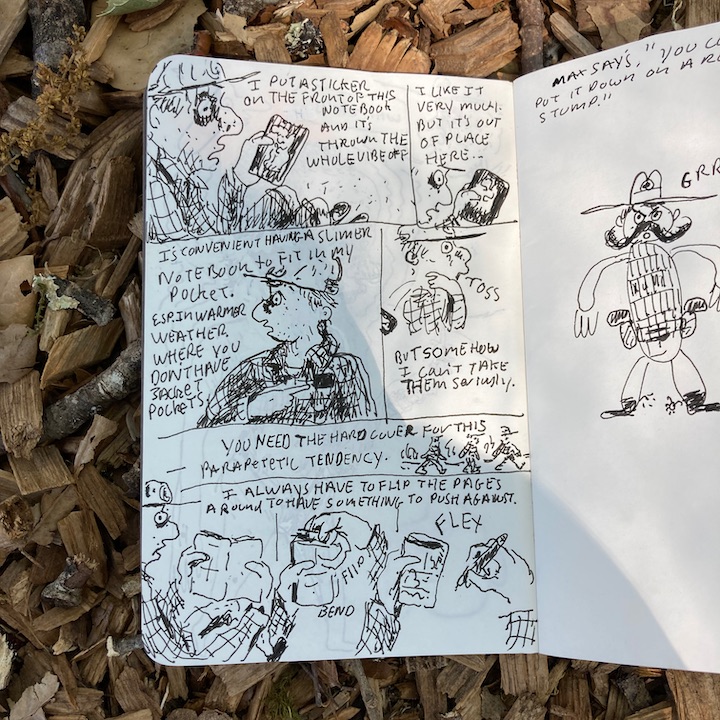 I PUT A STICKER
ON THE FRONT OF THIS
NOTEBOOK
AND IT'S
THROWN THE
WHOLE VIBE OFF
I LIKE IT
VERY MUCH.
BUT IT'S OUT
OF PLACE
HERE...
IS CONVENIENT HAVING A SLIMER
NOTEBOOK TO FIT IN MY
POCKET.
ESP IN WARMER
WEATHER
WHERE YOU
DON'T HAVE
JACKET
POCKETS.
TOSS
BUT SOMEHOW
I CAN'T TAKE
THEM SERIOUSLY.
YOU NEED THE HARD COVER FOR THIS
PARAPETETIC TENDENCY.
I ALWAYS HAVE TO FLIP THE PAGES
AROUND TO HAVE SOMETHING TO PUSH AGAINST.
FLIP
BEND
FLEX
MAX SAYS, "YOU
PUT IT DOWN ON A
STUMP."
GRR